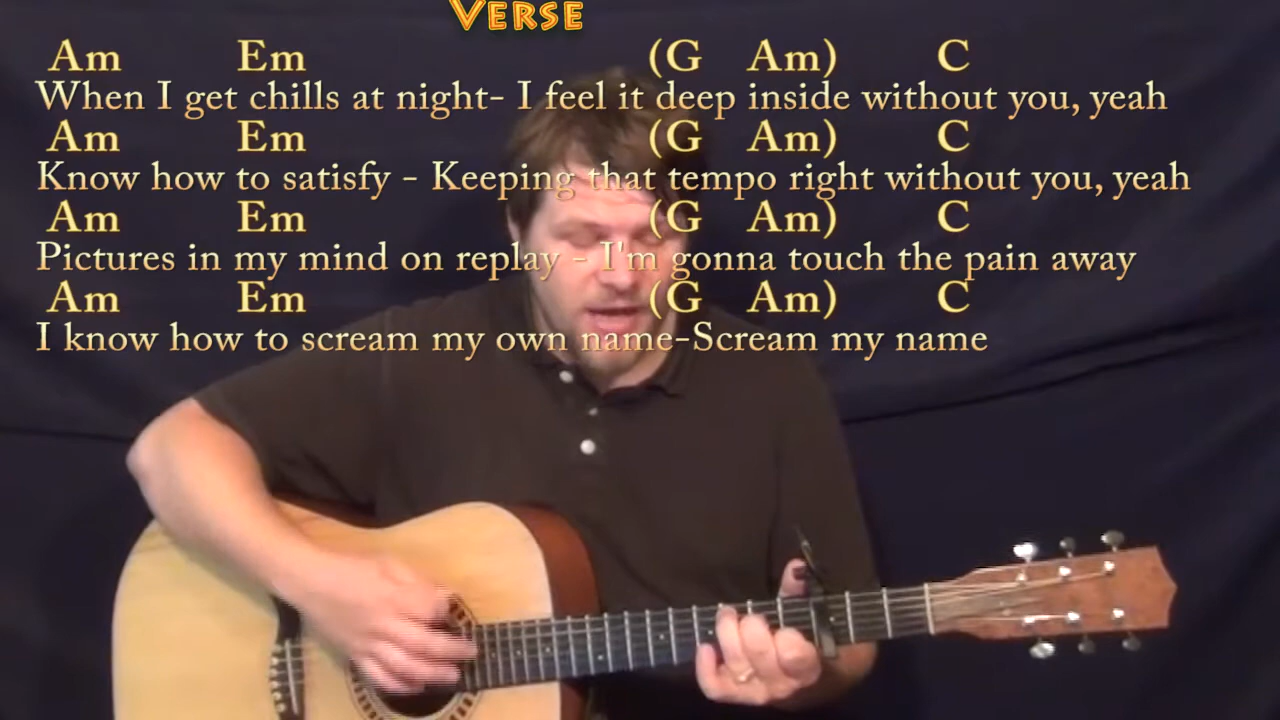 VERSE
Am Em (G Am) C
When I get chills at night- I feel it deep inside without you, yeah
Am Em (G Am) C
Know how to satisfy - Keeping that tempo right without you, yeah
Am Em (G Am) C
Pictures in my mind on replay - I'm gonna touch the pain away
Am Em (G Am) C
I know how to scream my own name-Scream my name